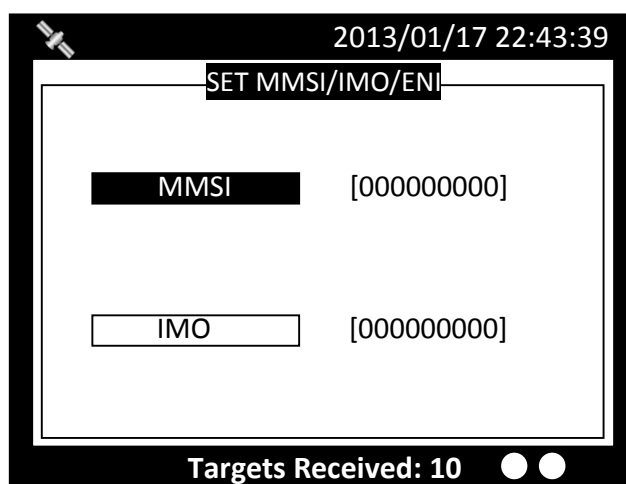 2013/01/17 22:43:39
SET MMSI/IMO/ENI
MMSI [000000000]
IMO [000000000]
Targets Received: 10